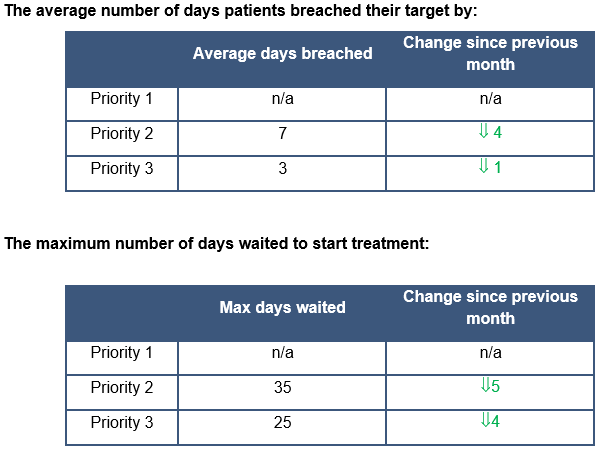 The average number of days patients breached their target by:
Average days breached
Change since previous month
Priority 1 n/a n/a
Priority 2 7 ⇓ 4
Priority 3 3 ⇓ 1
The maximum number of days waited to start treatment:
Max days waited
Change since previous month
Priority 1 n/a n/a
Priority 2 35 ⇓5
Priority 3 25 ⇓4